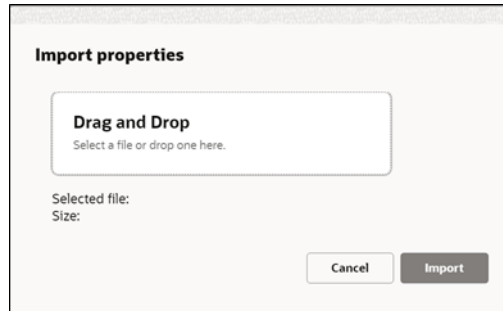 Import properties
Drag and Drop
Select a file or drop one here.
Selected file:
Size:
Cancel
Import